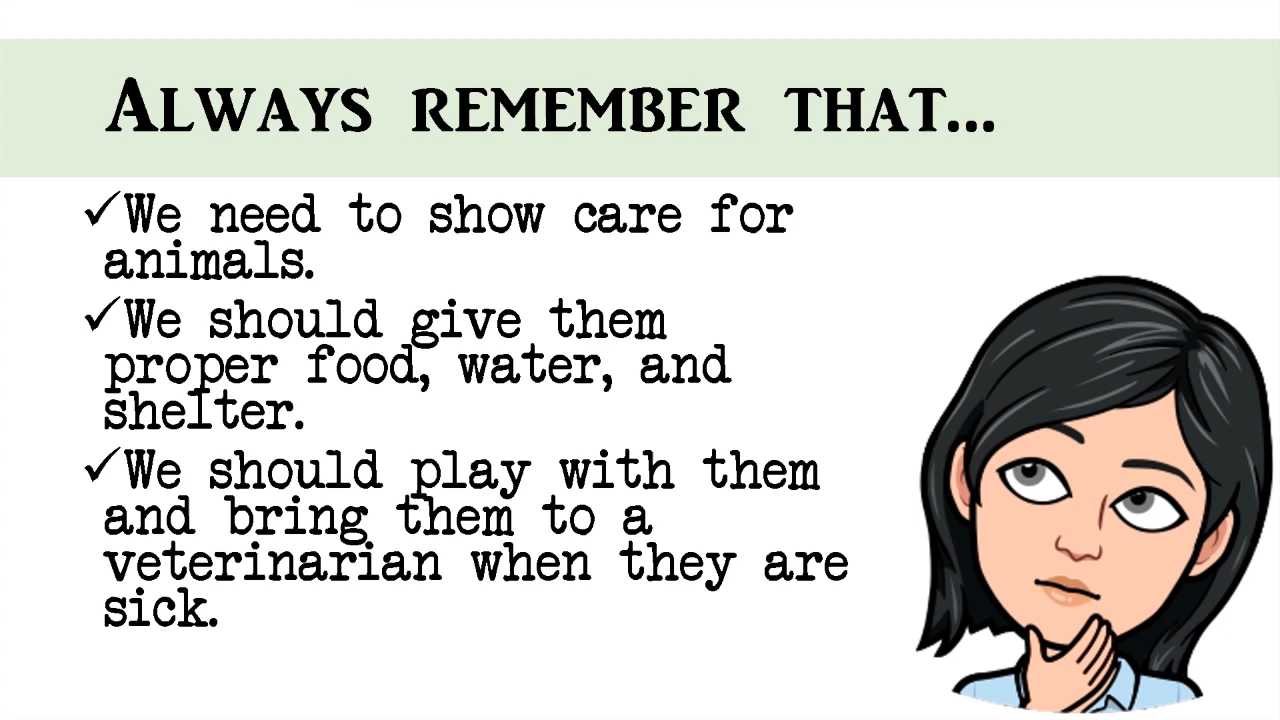 Always remember that...
✓We need to show care for
animals.
✓We should give them
proper food, water, and
shelter.
✓We should play with them
and bring them to a
veterinarian when they are
sick.